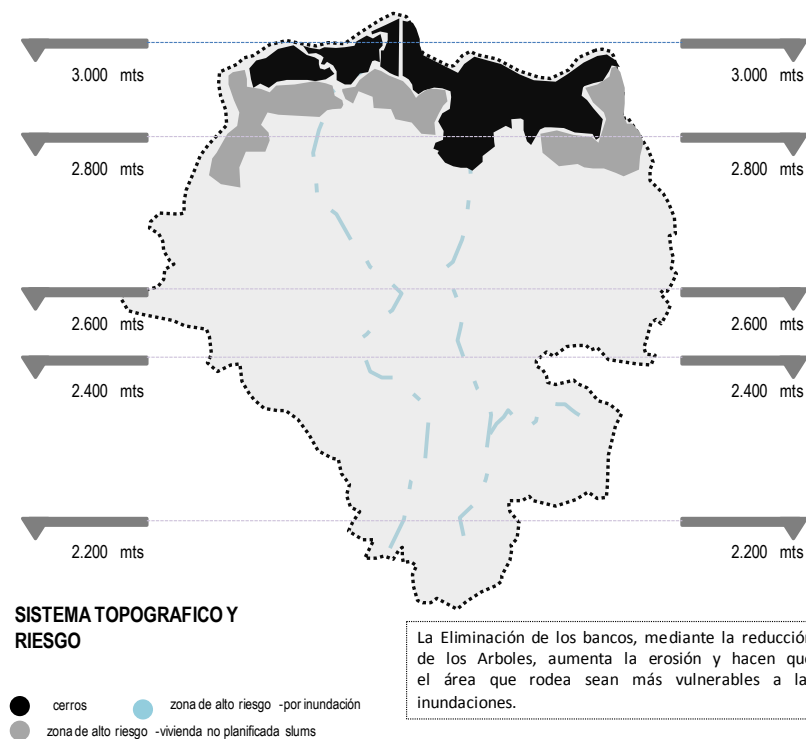 3.000 mts 3.000 mts
2.800 mts 2.800 mts
2.600 mts 2.600 mts
2.400 mts 2.400 mts
2.200 mts 2.200 mts
SISTEMA TOPOGRAFICO Y
RIESGO
cerros zona de alto riesgo -por inundación
zona de alto riesgo -vivienda no planificada slums
La Eliminación de los bancos, mediante la reducción
de los Arboles, aumenta la erosión y hacen que
el área que rodea sean más vulnerables a la
inundaciones.